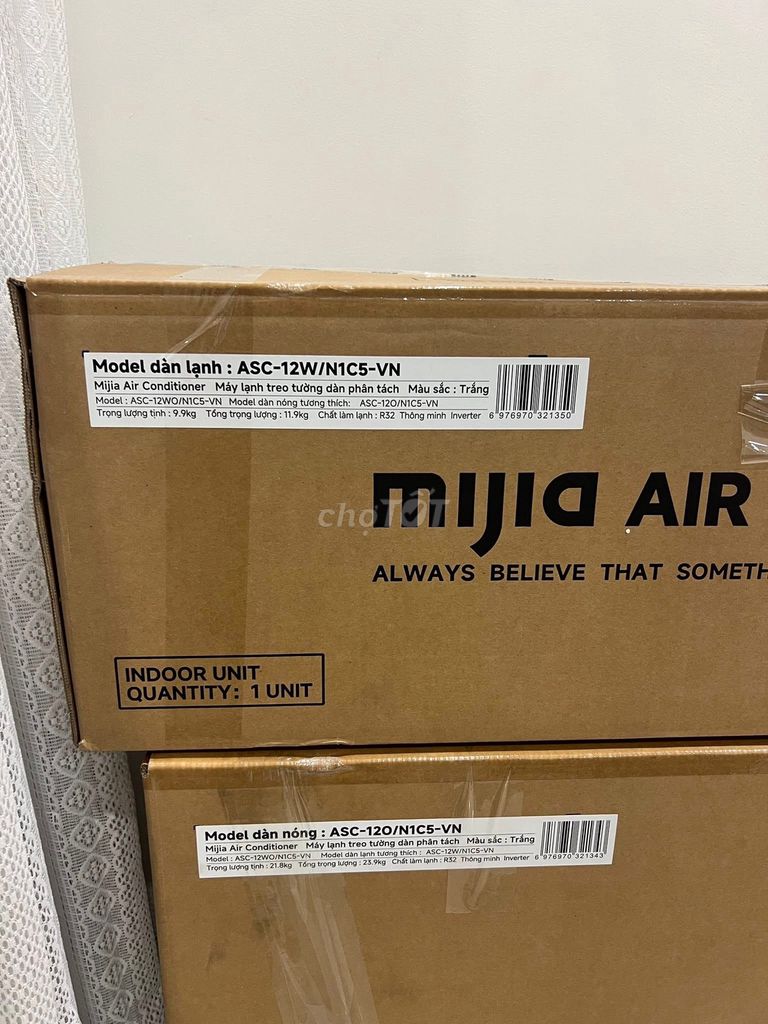 Model dàn lạnh : ASC-12W/N1C5-VN
Mijia Air Conditioner Máy lạnh treo tường dàn phân tách Màu sắc : Trắng
Model : ASC-12WO/N1C5-VN Model dàn nóng tương thích: ASC-12O/N1C5-VN
Trọng lượng tịnh : 9.9kg Tổng trọng lượng : 11.9kg Chất làm lạnh : R32 Thông minh Inverter
6 976970 321350
mijia AIR
chợTỐT
ALWAYS BELIEVE THAT SOMETH
INDOOR UNIT
QUANTITY: 1 UNIT
Model dàn nóng : ASC-12O/N1C5-VN
Mijia Air Conditioner Máy lạnh treo tường dàn phân tách Màu sắc : Trắng
Model : ASC-12WO/N1C5-VN Model dàn lạnh tương thích : ASC-12W/N1C5-VN
Trọng lượng tịnh : 21.8kg Tổng trọng lượng : 23.9kg Chất làm lạnh : R32 Thông minh Inverter
6 976970 321343